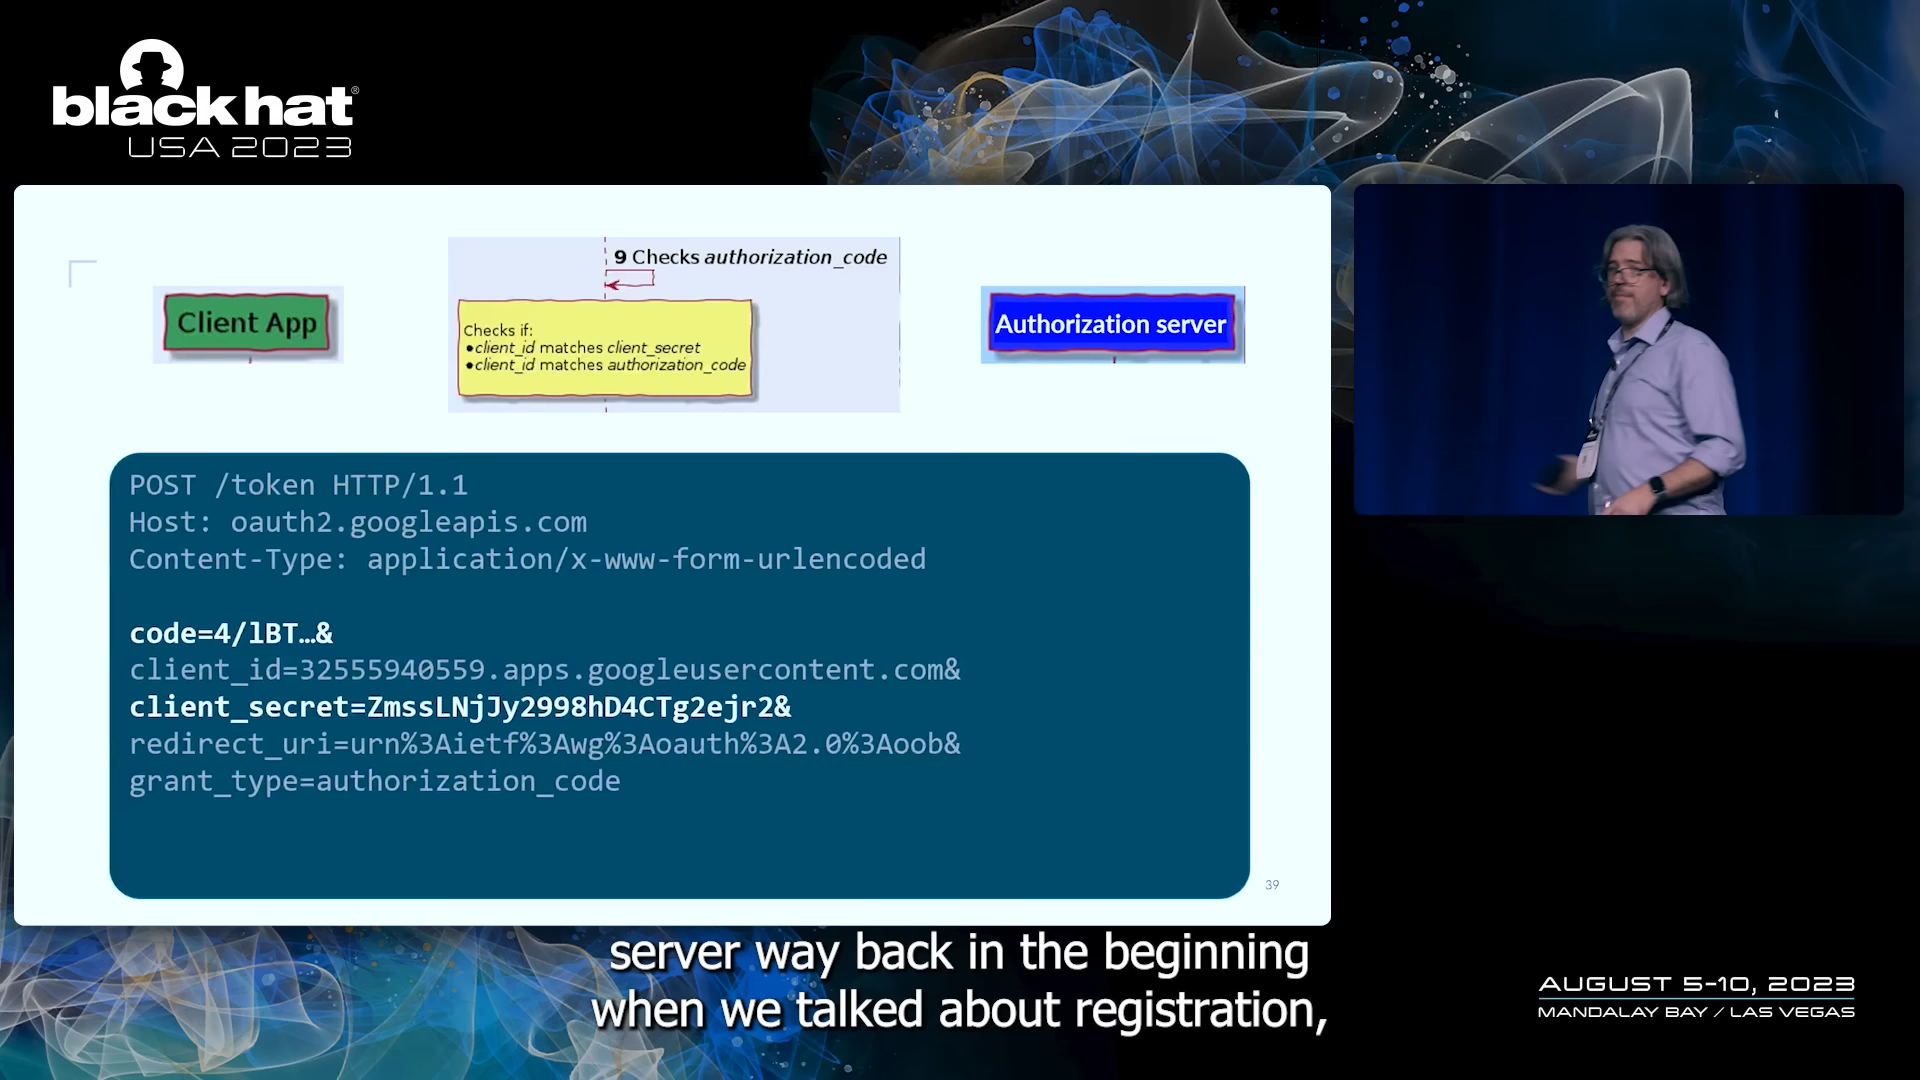 blackhat®
USA 2023
9 Checks authorization_code
Client App
Checks if:
•client_id matches client_secret
•client_id matches authorization_code
Authorization server
POST /token HTTP/1.1
Host: oauth2.googleapis.com
Content-Type: application/x-www-form-urlencoded
code=4/lBT…&
client_id=32555940559.apps.googleusercontent.com&
client_secret=ZmssLNjJy2998hD4CTg2ejr2&
redirect_uri=urn%3Aietf%3Awg%3Aoauth%3A2.0%3Aoob&
grant_type=authorization_code
39
server way back in the beginning
when we talked about registration,
AUGUST 5-10, 2023
MANDALAY BAY / LAS VEGAS